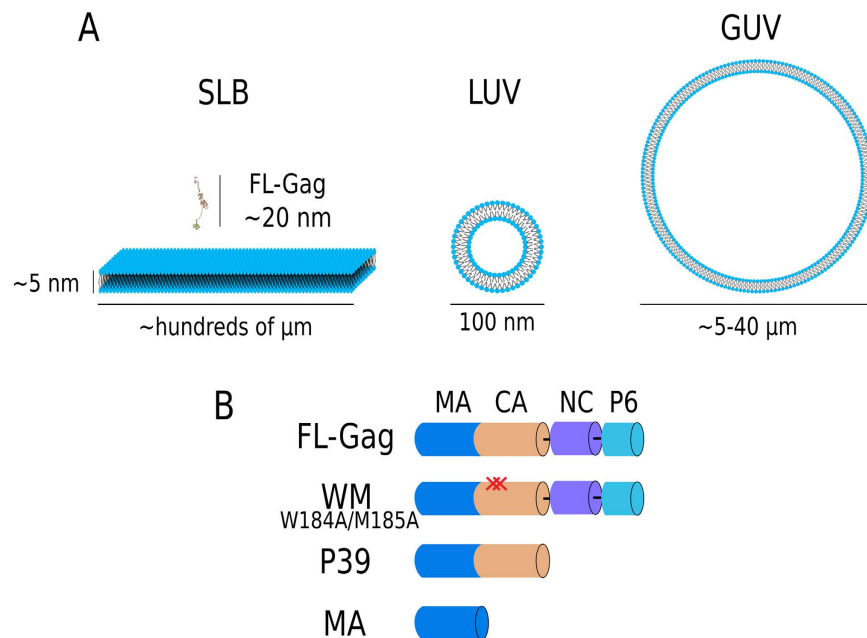 A
SLB
LUV
GUV
FL-Gag
~20 nm
~5 nm
~hundreds of µm
100 nm
~5-40 µm
B
MA CA NC P6
FL-Gag
WM
W184A/M185A
P39
MA